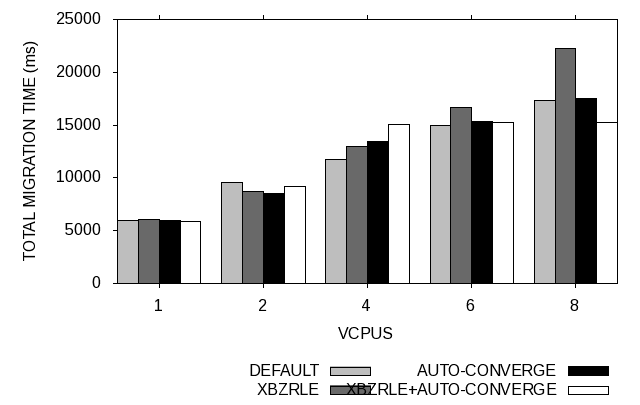 25000
20000
15000
10000
5000
0
TOTAL MIGRATION TIME (ms)
1 2 4 6 8
VCPUS
DEFAULT AUTO-CONVERGE
XBZRLE XBZRLE+AUTO-CONVERGE